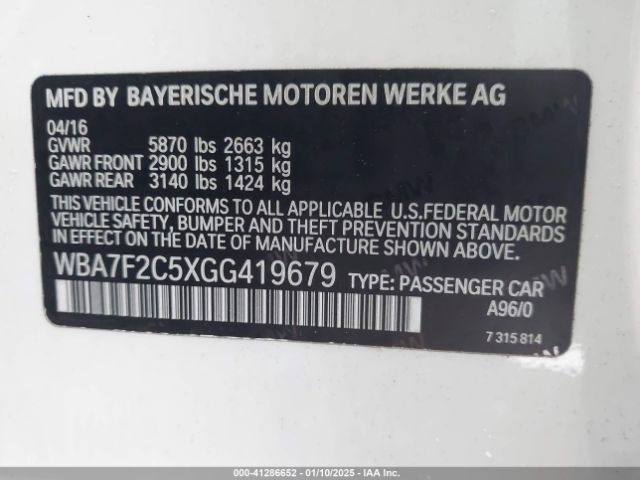 MFD BY BAYERISCHE MOTOREN WERKE AG
04/16
GVWR 5870 lbs 2663 kg
GAWR FRONT 2900 lbs 1315 kg
GAWR REAR 3140 lbs 1424 kg
THIS VEHICLE CONFORMS TO ALL APPLICABLE U.S.FEDERAL MOTOR
VEHICLE SAFETY, BUMPER AND THEFT PREVENTION STANDARDS
IN EFFECT ON THE DATE OF MANUFACTURE SHOWN ABOVE.
WBA7F2C5XGG419679 TYPE: PASSENGER CAR
A96/0
7 315 814
000-41286652 - 01/10/2025 - IAAI Branches